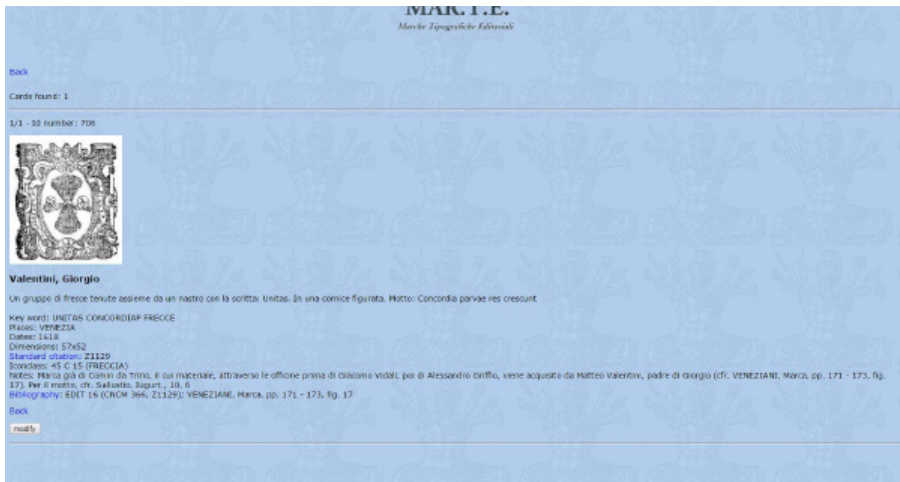 MAR.T.E.
Marche Tipografiche Editoriali
Back
Cards found: 1
1/1 - Id number: 706
Valentini, Giorgio
Un gruppo di frecce tenute assieme da un nastro con la scritta: Unitas. In una cornice figurata. Motto: Concordia parvae res crescunt
Key word: UNITAS CONCORDIAP FRECCE
Places: VENEZIA
Dates: 1618
Dimensions: 57x52
Standard citation: Z1129
Iconclass: 45 C 15 (FRECCIA)
Notes: Marca già di Comin da Trino, il cui materiale, attraverso le officine prima di Giacomo Vidali, poi di Alessandro Griffio, viene acquisito da Matteo Valentini, padre di Giorgio (cfr. VENEZIANI, Marca, pp. 171 - 173, fig.
17). Per il motto, cfr. Sallustio, Iugurt., 10, 6
Bibliography: EDIT 16 (CNCM 366, Z1129); VENEZIANI, Marca, pp. 171 - 173, fig. 17
Back
modify